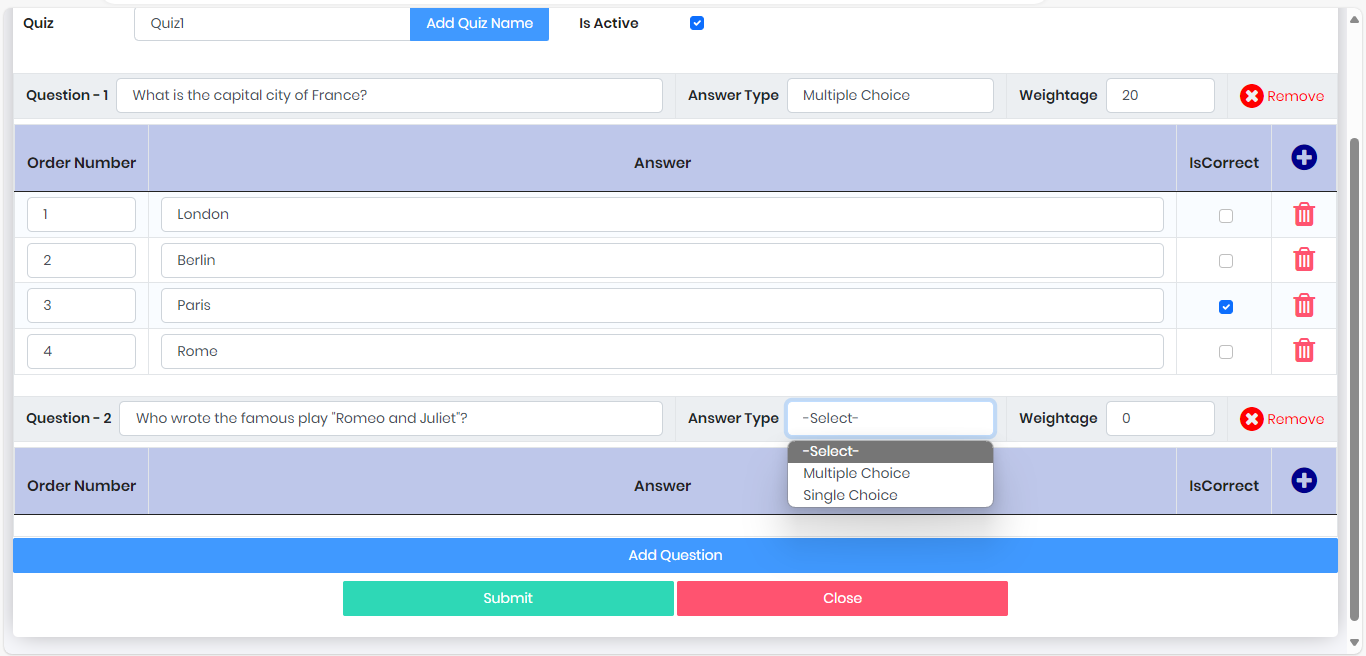 Quiz Quiz1 Add Quiz Name Is Active
Question - 1 What is the capital city of France? Answer Type Multiple Choice Weightage 20 Remove
Order Number Answer IsCorrect
1 London
2 Berlin
3 Paris
4 Rome
Question - 2 Who wrote the famous play "Romeo and Juliet"? Answer Type -Select- Weightage 0 Remove
-Select-
Multiple Choice
Single Choice
Order Number Answer IsCorrect
Add Question
Submit Close